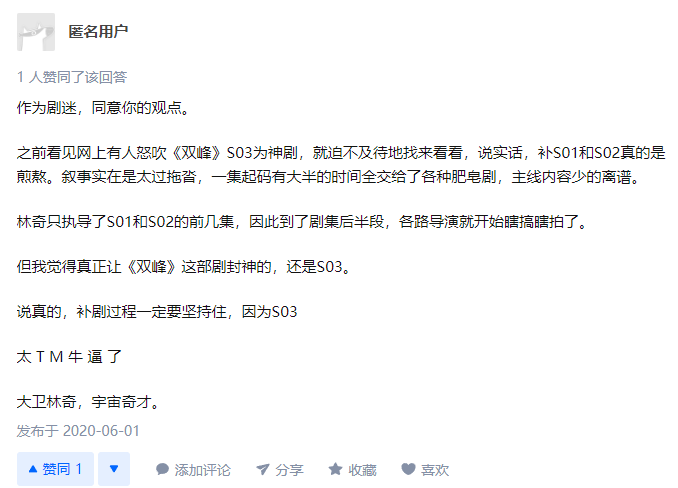 匿名用户
1 人赞同了该回答
作为剧迷，同意你的观点。
之前看见网上有人怒吹《双峰》S03为神剧，就迫不及待地找来看看，说实话，补S01和S02真的是
煎熬。叙事实在是太过拖沓，一集起码有大半的时间全交给了各种肥皂剧，主线内容少的离谱。
林奇只执导了S01和S02的前几集，因此到了剧集后半段，各路导演就开始瞎搞瞎拍了。
但我觉得真正让《双峰》这部剧封神的，还是S03。
说真的，补剧过程一定要坚持住，因为S03
太 T M 牛 逼 了
大卫林奇，宇宙奇才。
发布于 2020-06-01
赞同 1 添加评论 分享 收藏 喜欢